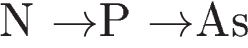 N → P → As